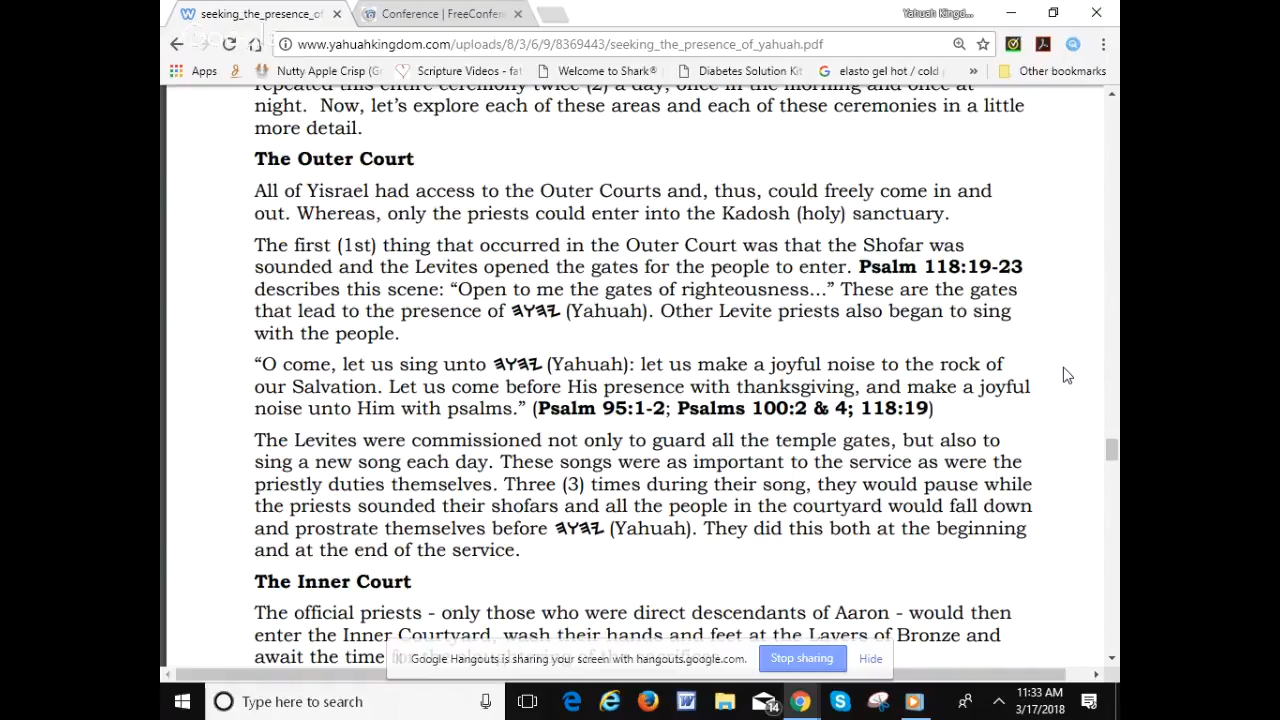 seeking_the_presence_of
Conference | FreeConfer
Yahuah Kingd...
www.yahuahkingdom.com/uploads/8/3/6/9/8369443/seeking_the_presence_of_yahuah.pdf
Apps Nutty Apple Crisp (Gr Scripture Videos - fat Welcome to Shark® Diabetes Solution Kit elasto gel hot / cold » Other bookmarks
repeated this entire ceremony twice (2) a day, once in the morning and once at
night. Now, let’s explore each of these areas and each of these ceremonies in a little
more detail.
The Outer Court
All of Yisrael had access to the Outer Courts and, thus, could freely come in and
out. Whereas, only the priests could enter into the Kadosh (holy) sanctuary.
The first (1st) thing that occurred in the Outer Court was that the Shofar was
sounded and the Levites opened the gates for the people to enter. Psalm 118:19-23
describes this scene: “Open to me the gates of righteousness...” These are the gates
that lead to the presence of 𐤉𐤄𐤅𐤄 (Yahuah). Other Levite priests also began to sing
with the people.
“O come, let us sing unto 𐤉𐤄𐤅𐤄 (Yahuah): let us make a joyful noise to the rock of
our Salvation. Let us come before His presence with thanksgiving, and make a joyful
noise unto Him with psalms.” (Psalm 95:1-2; Psalms 100:2 & 4; 118:19)
The Levites were commissioned not only to guard all the temple gates, but also to
sing a new song each day. These songs were as important to the service as were the
priestly duties themselves. Three (3) times during their song, they would pause while
the priests sounded their shofars and all the people in the courtyard would fall down
and prostrate themselves before 𐤉𐤄𐤅𐤄 (Yahuah). They did this both at the beginning
and at the end of the service.
The Inner Court
The official priests - only those who were direct descendants of Aaron - would then
enter the Inner Courtyard, wash their hands and feet at the Lavers of Bronze and
await the time for the slaughtering of the sacrifices.
Google Hangouts is sharing your screen with hangouts.google.com. Stop sharing Hide
Type here to search
14
11:33 AM
3/17/2018